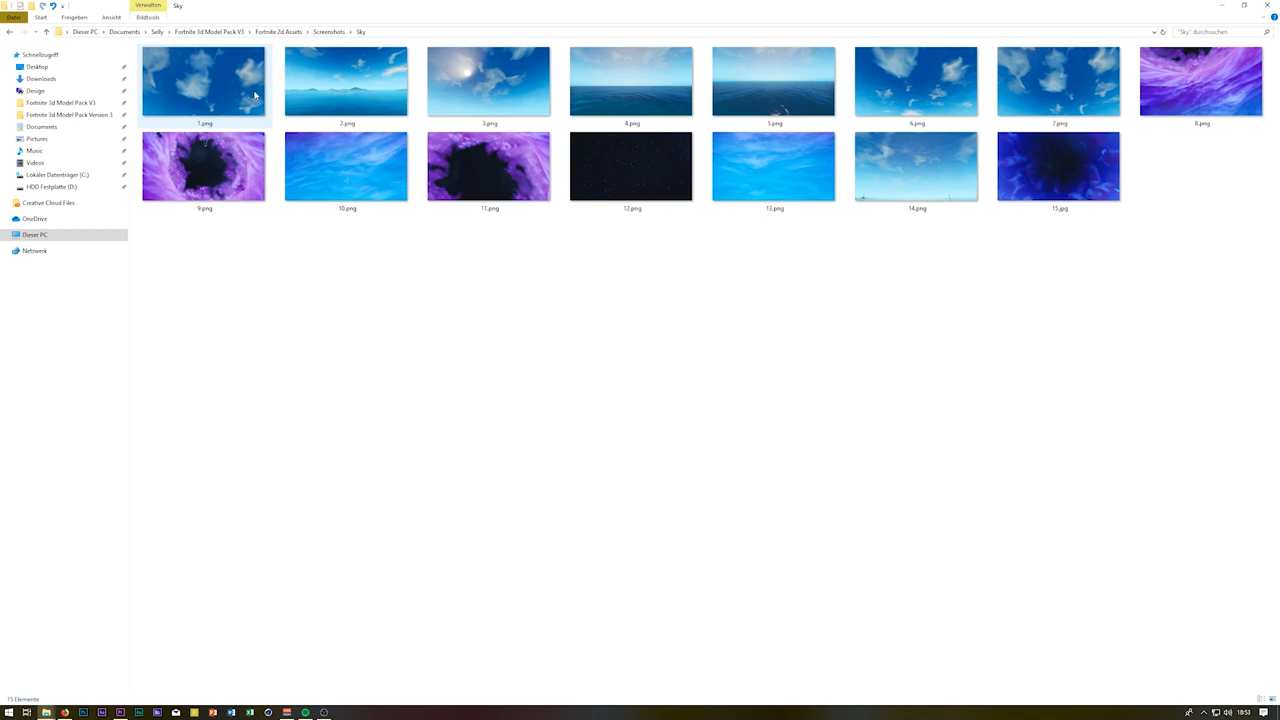 Verwalten Sky
Datei Start Freigeben Ansicht Bildtools
Dieser PC Documents Selly Fortnite 3d Model Pack V3 Fortnite 2d Assets Screenshots Sky "Sky" durchsuchen
Schnellzugriff
Desktop
Downloads
Design
Fortnite 3d Model Pack V3
Fortnite 3d Model Pack Version 3
Documents
Pictures
Music
Videos
Lokaler Datenträger (C:)
HDD Festplatte (D:)
Creative Cloud Files
OneDrive
Dieser PC
Netzwerk
1.png 2.png 3.png 4.png 5.png 6.png 7.png 8.png
9.png 10.png 11.png 12.png 13.png 14.png 15.jpg
15 Elemente
18:53